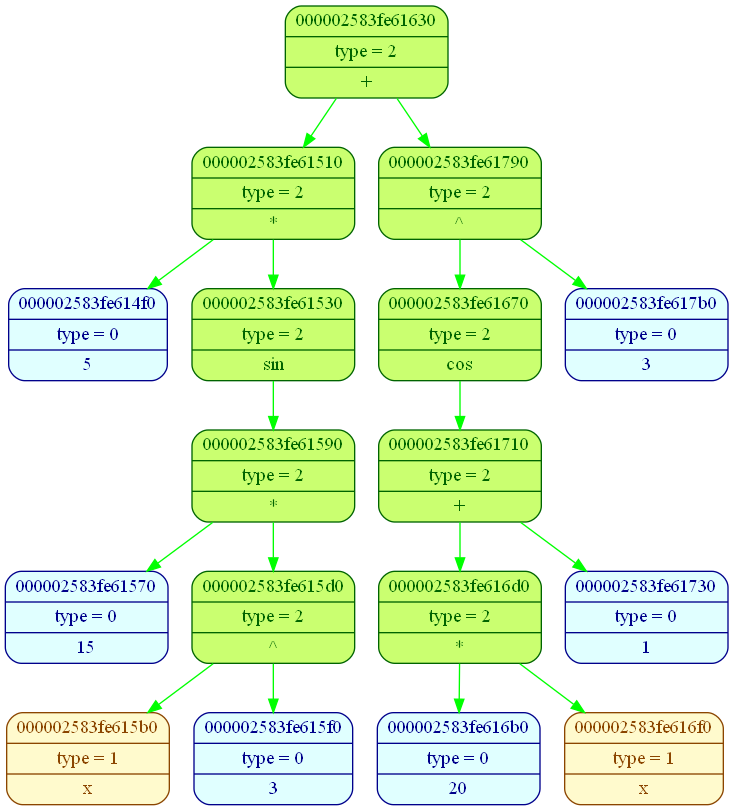 000002583fe61630
type = 2
+
000002583fe61510
type = 2
*
000002583fe61790
type = 2
^
000002583fe614f0
type = 0
5
000002583fe61530
type = 2
sin
000002583fe61670
type = 2
cos
000002583fe617b0
type = 0
3
000002583fe61590
type = 2
*
000002583fe61710
type = 2
+
000002583fe61570
type = 0
15
000002583fe615d0
type = 2
^
000002583fe616d0
type = 2
*
000002583fe61730
type = 0
1
000002583fe615b0
type = 1
x
000002583fe615f0
type = 0
3
000002583fe616b0
type = 0
20
000002583fe616f0
type = 1
x